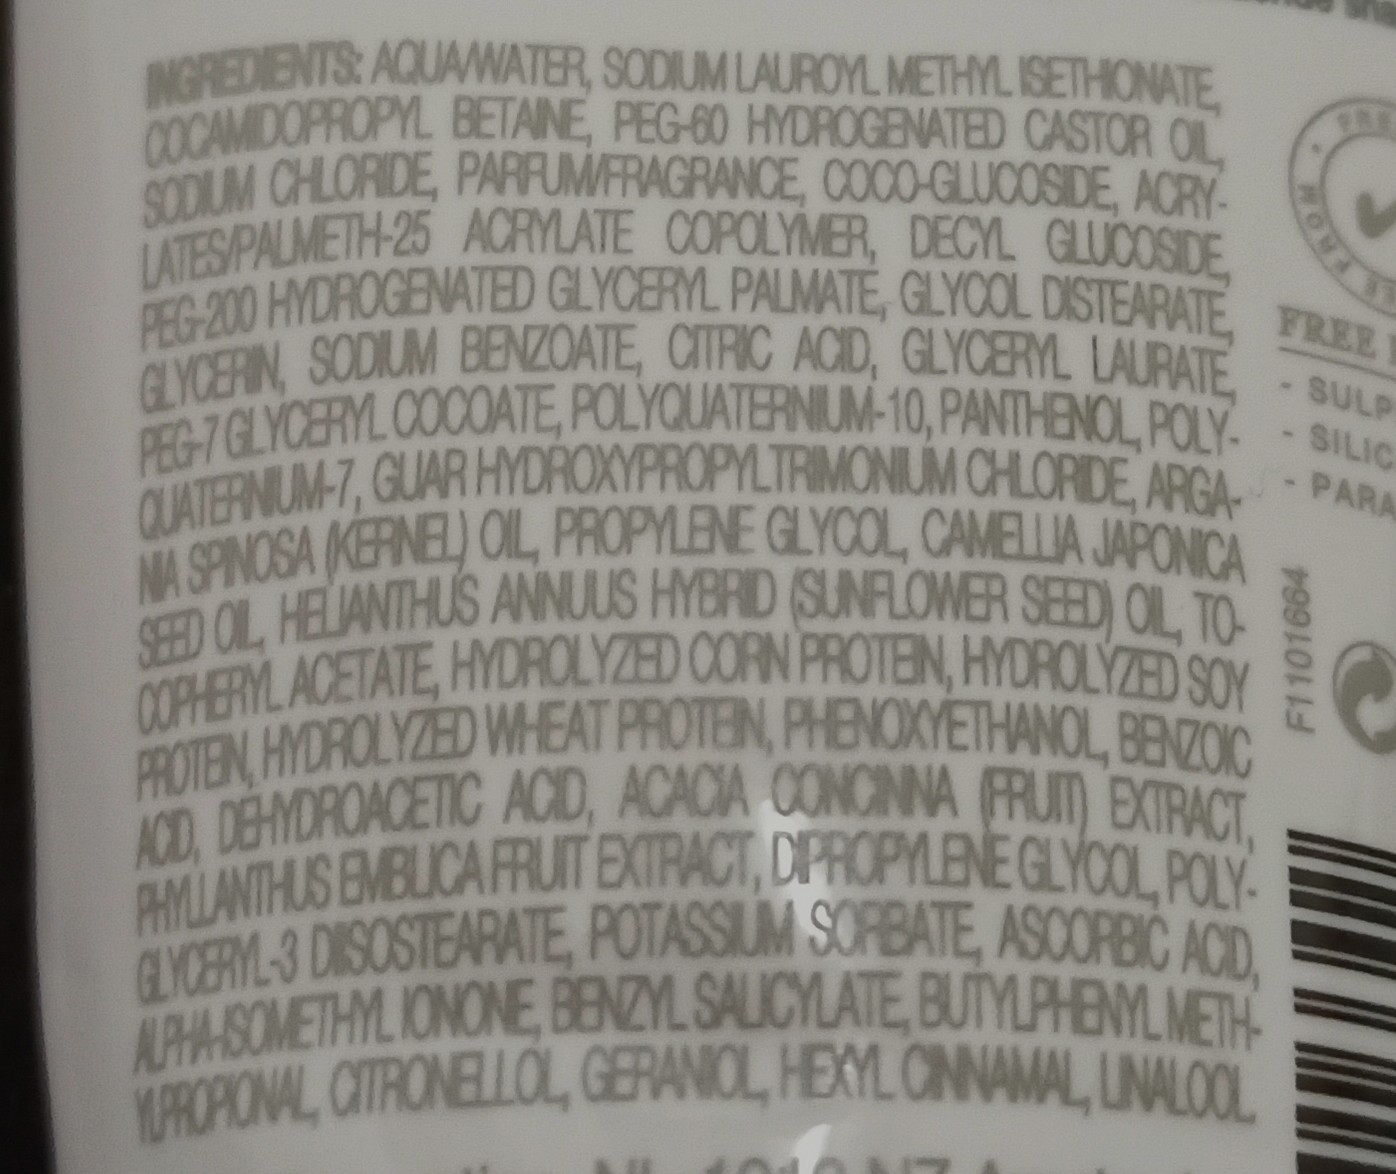 INGREDIENTS: AQUA/WATER, SODIUM LAUROYL METHYL ISETHIONATE,
COCAMIDOPROPYL BETAINE, PEG-60 HYDROGENATED CASTOR OIL,
SODIUM CHLORIDE, PARFUM/FRAGRANCE, COCO-GLUCOSIDE, ACRY-
LATES/PALMETH-25 ACRYLATE COPOLYMER, DECYL GLUCOSIDE,
PEG-200 HYDROGENATED GLYCERYL PALMATE, GLYCOL DISTEARATE,
GLYCERIN, SODIUM BENZOATE, CITRIC ACID, GLYCERYL LAURATE,
PEG-7 GLYCERYL COCOATE, POLYQUATERNIUM-10, PANTHENOL, POLY-
QUATERNIUM-7, GUAR HYDROXYPROPYLTRIMONIUM CHLORIDE, ARGA-
NIA SPINOSA (KERNEL) OIL, PROPYLENE GLYCOL, CAMELLIA JAPONICA
SEED OIL, HELIANTHUS ANNUUS HYBRID (SUNFLOWER SEED) OIL, TO-
COPHERYL ACETATE, HYDROLYZED CORN PROTEIN, HYDROLYZED SOY
PROTEIN, HYDROLYZED WHEAT PROTEIN, PHENOXYETHANOL, BENZOIC
ACID, DEHYDROACETIC ACID, ACACIA CONCINNA (FRUIT) EXTRACT,
PHYLLANTHUS EMBLICA FRUIT EXTRACT, DIPROPYLENE GLYCOL, POLY-
GLYCERYL-3 DIISOSTEARATE, POTASSIUM SORBATE, ASCORBIC ACID,
ALPHA-ISOMETHYL IONONE, BENZYL SALICYLATE, BUTYLPHENYL METH-
YLPROPIONAL, CITRONELLOL, GERANIOL, HEXYL CINNAMAL, LINALOOL
FREE FROM
FREE
- SULP
- SILIC
- PARA
F1101664